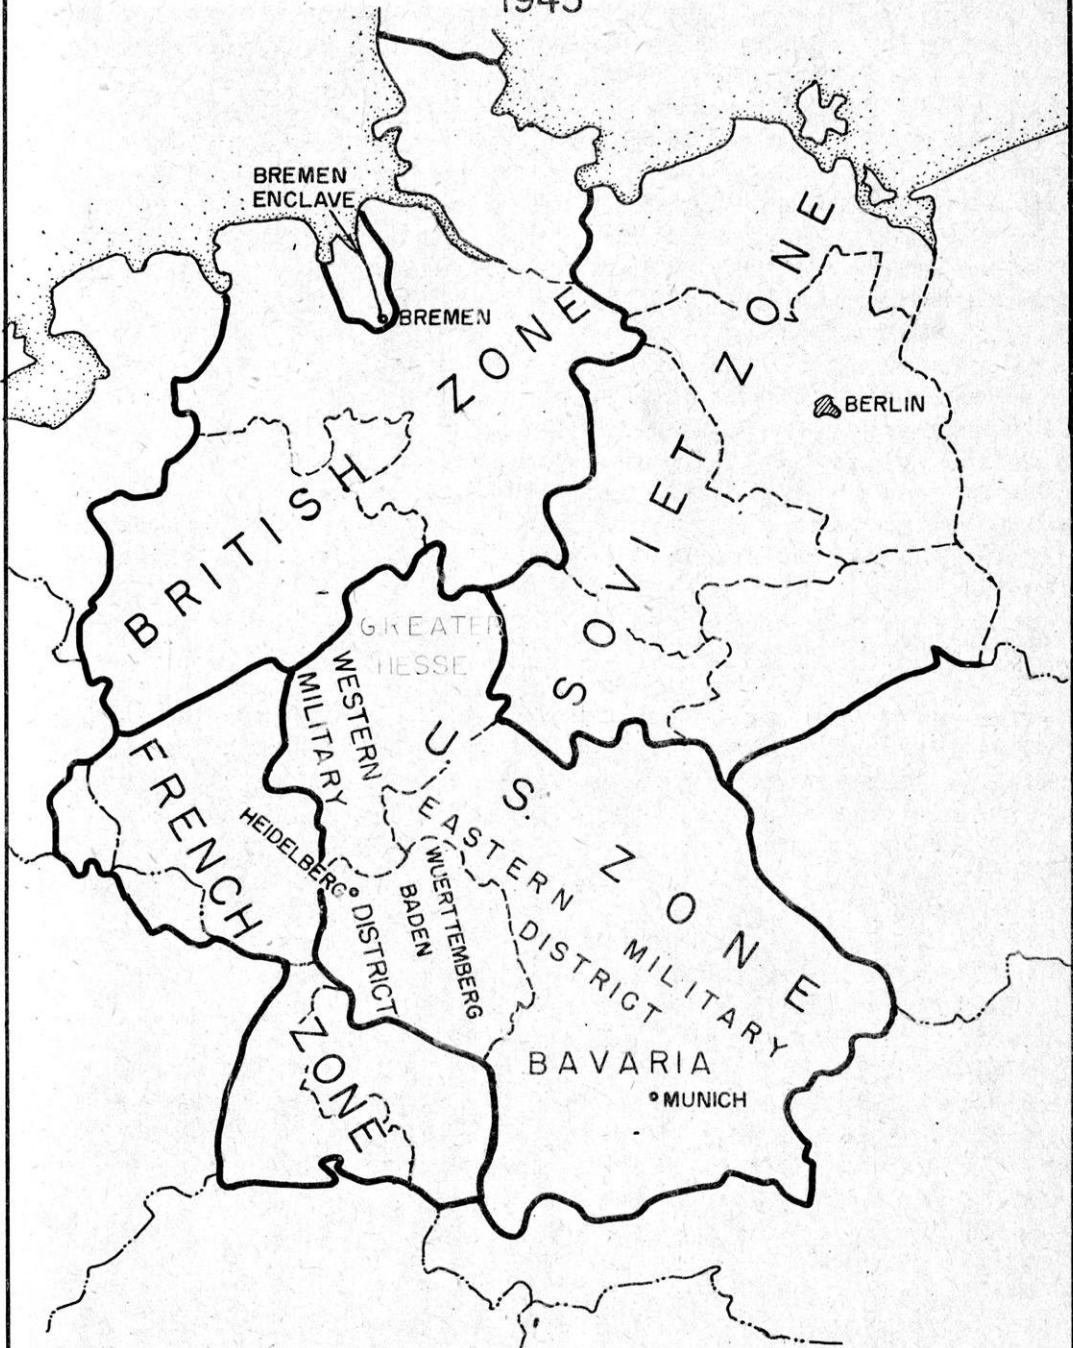 1945
BREMEN
ENCLAVE
BREMEN
BRITISH ZONE
SOVIET ZONE
BERLIN
GREATER
HESSE
WESTERN
MILITARY
DISTRICT
FRENCH
ZONE
HEIDELBERG
U. S. ZONE
EASTERN MILITARY
DISTRICT
WUERTTEMBERG
BADEN
BAVARIA
MUNICH